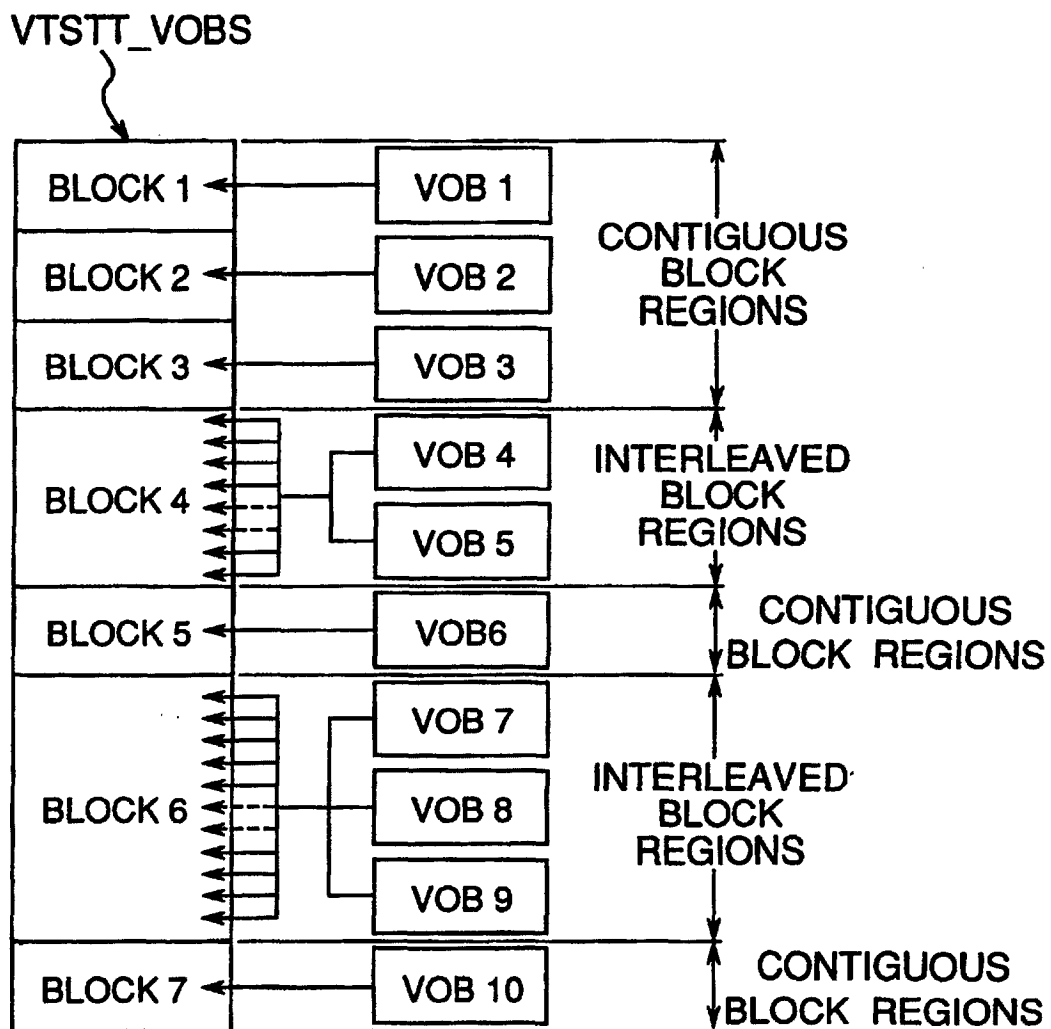 VTSTT_VOBS
BLOCK 1
VOB 1
BLOCK 2
VOB 2
BLOCK 3
VOB 3
CONTIGUOUS
BLOCK
REGIONS
BLOCK 4
VOB 4
VOB 5
INTERLEAVED
BLOCK
REGIONS
BLOCK 5
VOB6
CONTIGUOUS
BLOCK REGIONS
BLOCK 6
VOB 7
VOB 8
VOB 9
INTERLEAVED
BLOCK
REGIONS
BLOCK 7
VOB 10
CONTIGUOUS
BLOCK REGIONS